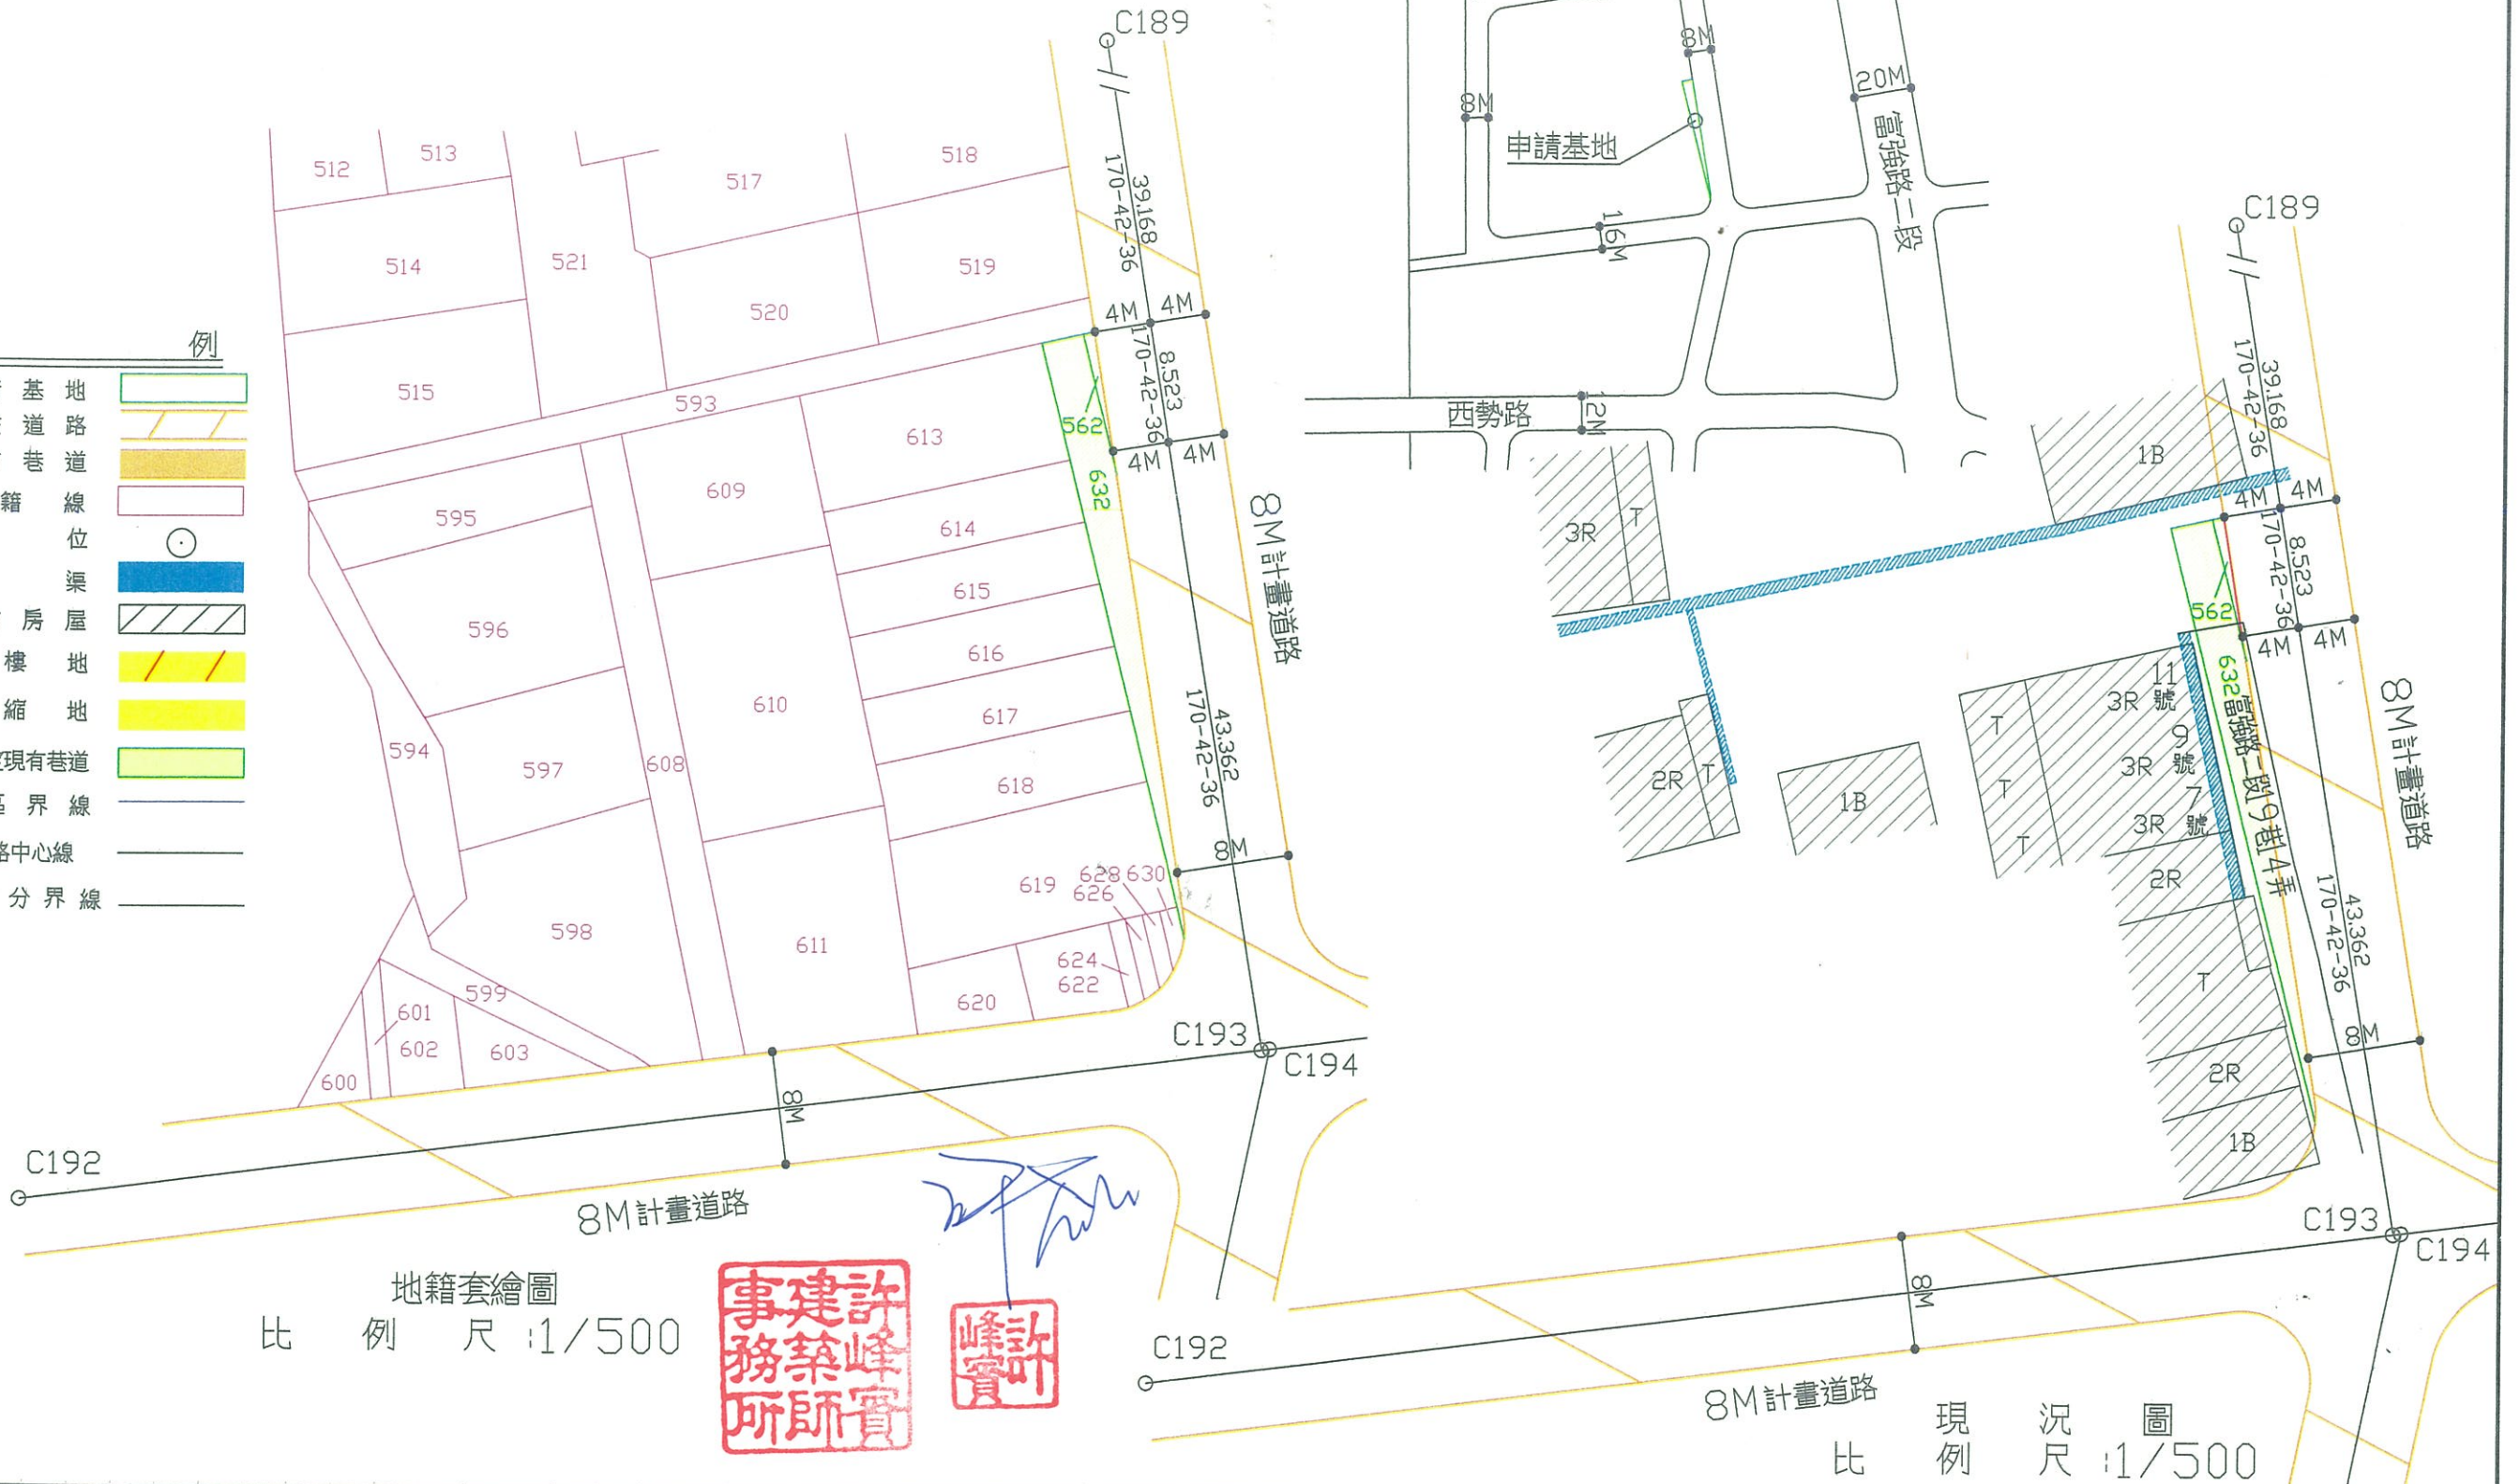 例
基地
道路
巷道
籍線
位
渠
房屋
樓地
縮地
現有巷道
界線
路中心線
分界線
C189
512
513
517
518
514
521
519
520
515
593
39.168
170-42-36
4M
4M
8.523
170-42-36
4M
4M
562
632
613
609
595
614
615
596
616
610
617
594
597
608
618
43.362
170-42-36
8M計畫道路
8M
619
628
630
626
598
611
624
622
620
599
601
602
603
600
C193
C194
8M
C192
8M計畫道路
地籍套繪圖
比例尺:1/500
許峰賓
建築師
事務所
許
峰賓
8M
8M
20M
申請基地
富強路二段
16M
西勢路
12M
C189
39.168
170-42-36
1B
4M
4M
3R
T
8.523
170-42-36
562
4M
4M
632
富強路二段19巷14弄
11號
3R
9號
3R
7號
3R
T
T
T
2R
T
1B
2R
T
2R
1B
43.362
170-42-36
8M計畫道路
8M
C193
C194
8M
C192
8M計畫道路
現況圖
比例尺:1/500